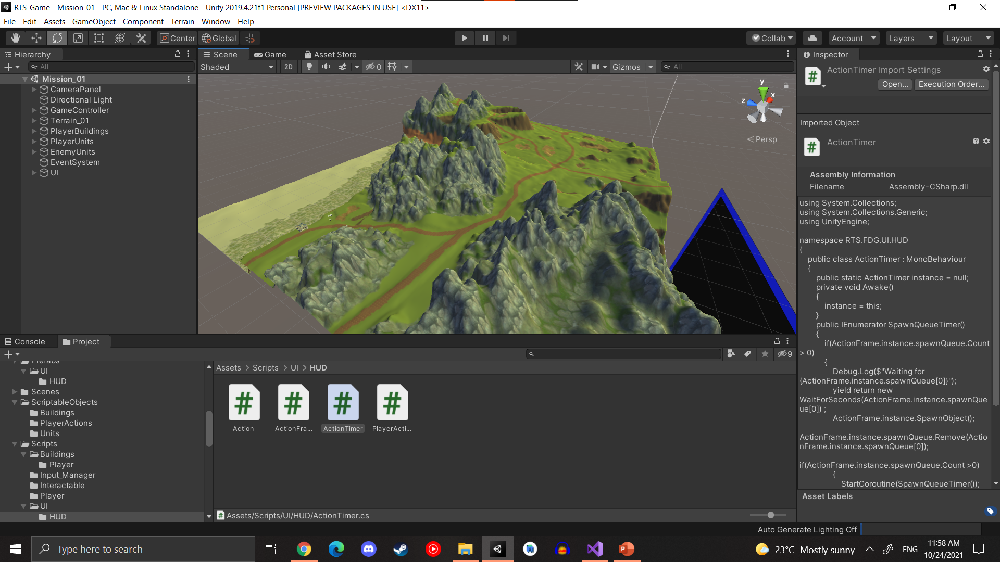 RTS_Game - Mission_01 - PC, Mac & Linux Standalone - Unity 2019.4.21f1 Personal [PREVIEW PACKAGES IN USE] <DX11>
File Edit Assets GameObject Component Terrain Window Help
Center Global Collab Account Layers Layout
Hierarchy
All
Mission_01
CameraPanel
Directional Light
GameController
Terrain_01
PlayerBuildings
PlayerUnits
EnemyUnits
EventSystem
UI
Scene Game Asset Store
Shaded 2D 0 Gizmos All
y
x
z
Persp
Inspector
ActionTimer Import Settings
Open... Execution Order...
Imported Object
ActionTimer
Assembly Information
Filename Assembly-CSharp.dll
using System.Collections;
using System.Collections.Generic;
using UnityEngine;
namespace RTS.FDG.UI.HUD
{
public class ActionTimer : MonoBehaviour
{
public static ActionTimer instance = null;
private void Awake()
{
instance = this;
}
public IEnumerator SpawnQueueTimer()
{
if(ActionFrame.instance.spawnQueue.Count
> 0)
{
Debug.Log($"Waiting for
{ActionFrame.instance.spawnQueue[0]}");
yield return new
WaitForSeconds(ActionFrame.instance.spawnQue
ue[0]) ;
ActionFrame.instance.SpawnObject();
ActionFrame.instance.spawnQueue.Remove(Actio
nFrame.instance.spawnQueue[0]);
if(ActionFrame.instance.spawnQueue.Count >0)
{
StartCoroutine(SpawnQueueTimer());
Asset Labels
Console Project
9
Prefabs
UI
HUD
Scenes
ScriptableObjects
Buildings
PlayerActions
Units
Scripts
Buildings
Player
Input_Manager
Interactable
Player
UI
HUD
Assets > Scripts > UI > HUD
Action ActionFra... ActionTimer PlayerActi...
Assets/Scripts/UI/HUD/ActionTimer.cs
Auto Generate Lighting Off
Type here to search
23°C Mostly sunny ENG
11:58 AM
10/24/2021